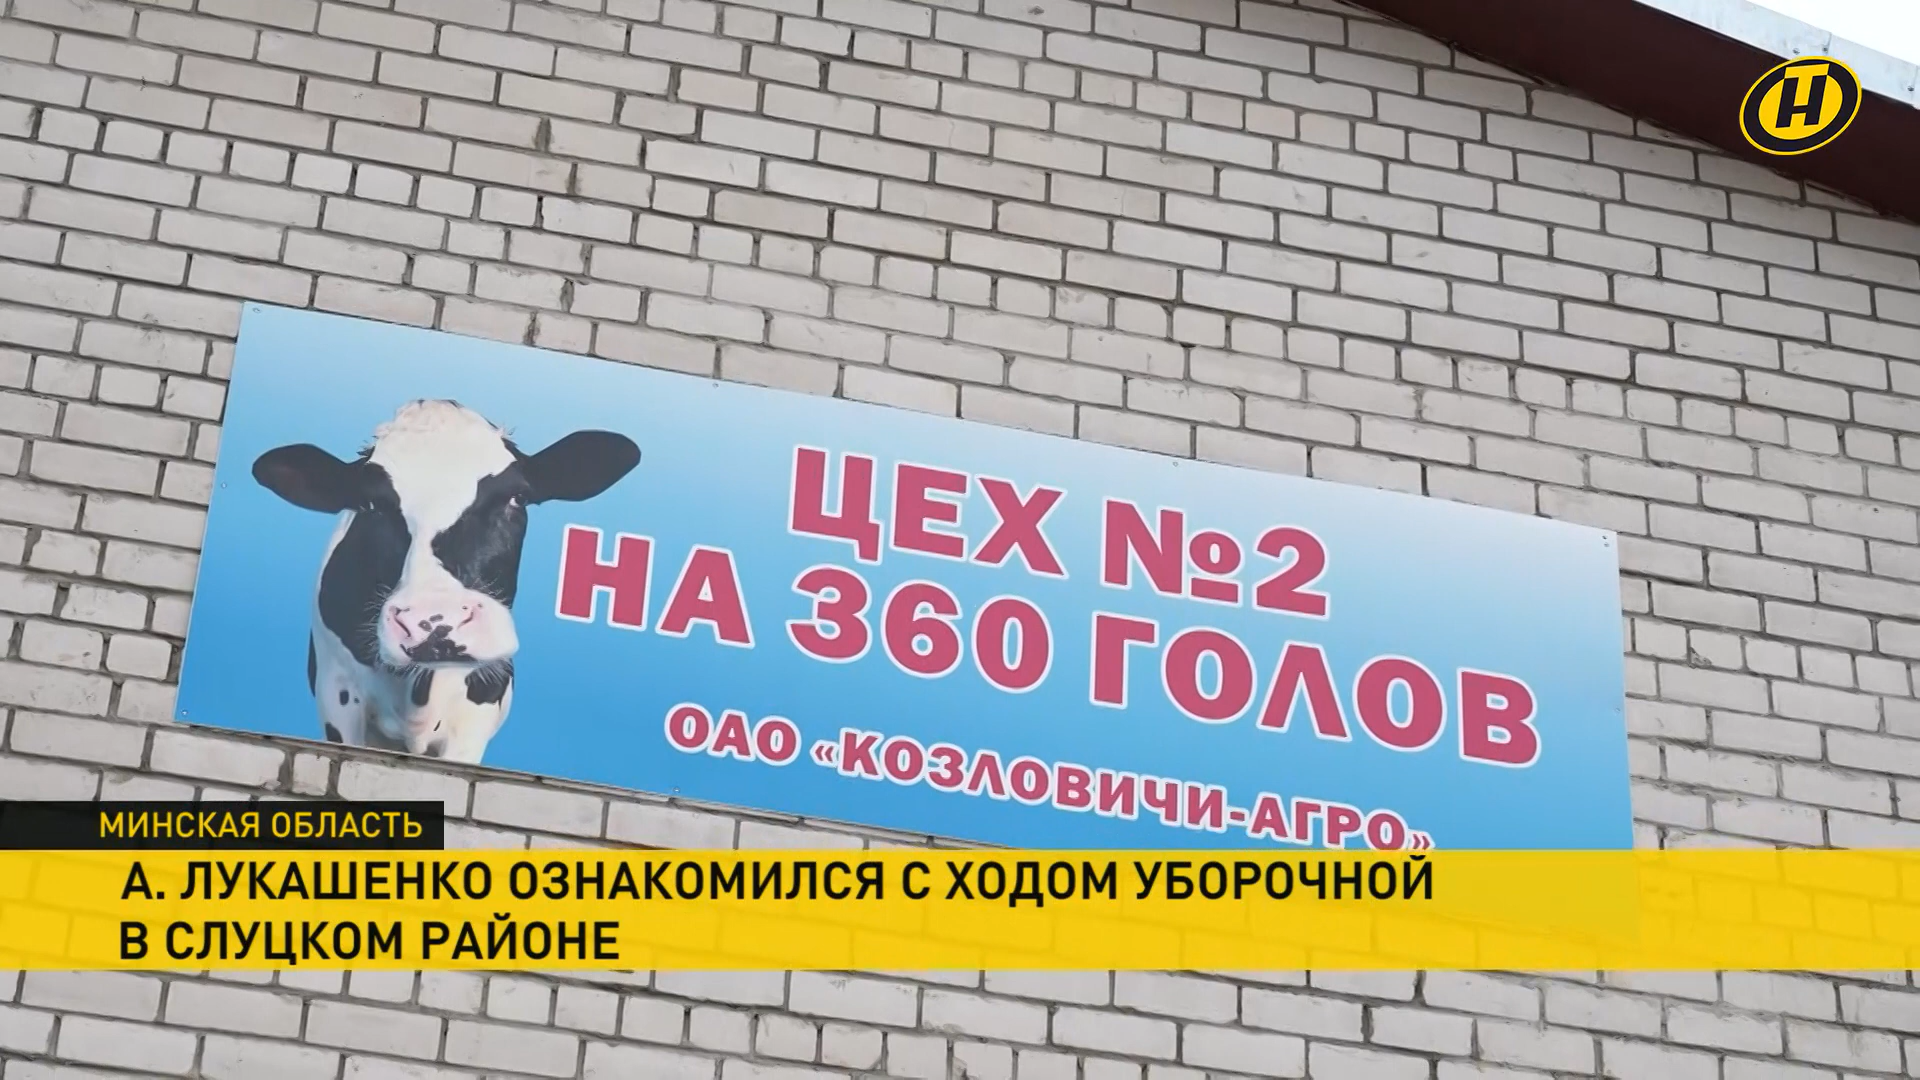 ЦЕХ №2
НА 360 ГОЛОВ
ОАО «КОЗЛОВИЧИ-АГРО»
МИНСКАЯ ОБЛАСТЬ
А. ЛУКАШЕНКО ОЗНАКОМИЛСЯ С ХОДОМ УБОРОЧНОЙ
В СЛУЦКОМ РАЙОНЕ